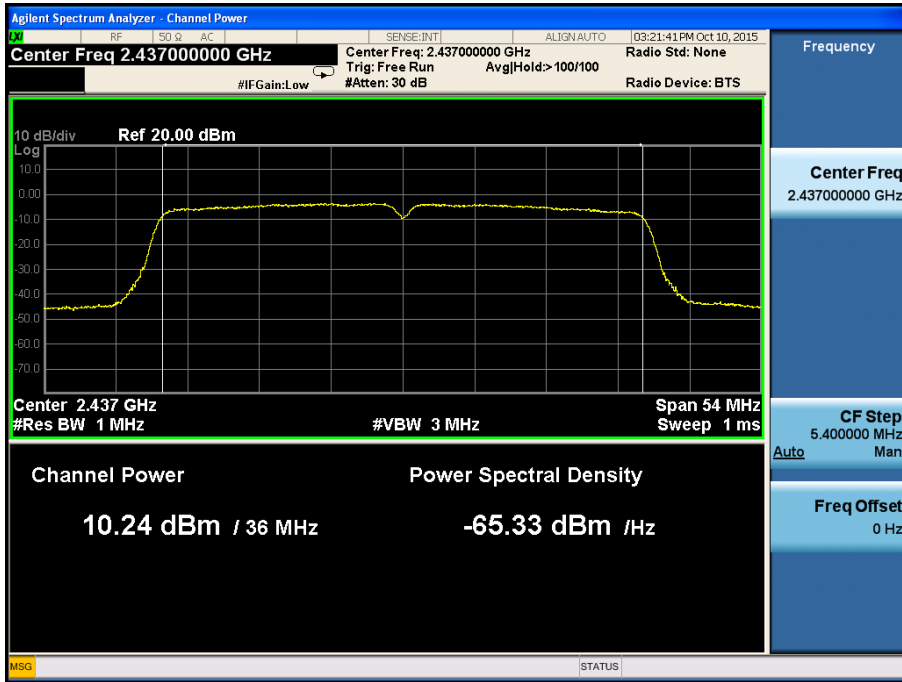 Agilent Spectrum Analyzer - Channel Power
LXI RF 50 Ω AC SENSE:INT ALIGN AUTO 03:21:41 PM Oct 10, 2015
Center Freq 2.437000000 GHz
Center Freq: 2.437000000 GHz
Radio Std: None
Trig: Free Run Avg|Hold:>100/100
#IFGain:Low
#Atten: 30 dB
Radio Device: BTS
10 dB/div Ref 20.00 dBm
Log
10.0
0.00
-10.0
-20.0
-30.0
-40.0
-50.0
-60.0
-70.0
Center 2.437 GHz Span 54 MHz
#Res BW 1 MHz #VBW 3 MHz Sweep 1 ms
Channel Power Power Spectral Density
10.24 dBm / 36 MHz -65.33 dBm /Hz
Frequency
Center Freq
2.437000000 GHz
CF Step
5.400000 MHz
Auto Man
Freq Offset
0 Hz
MSG STATUS